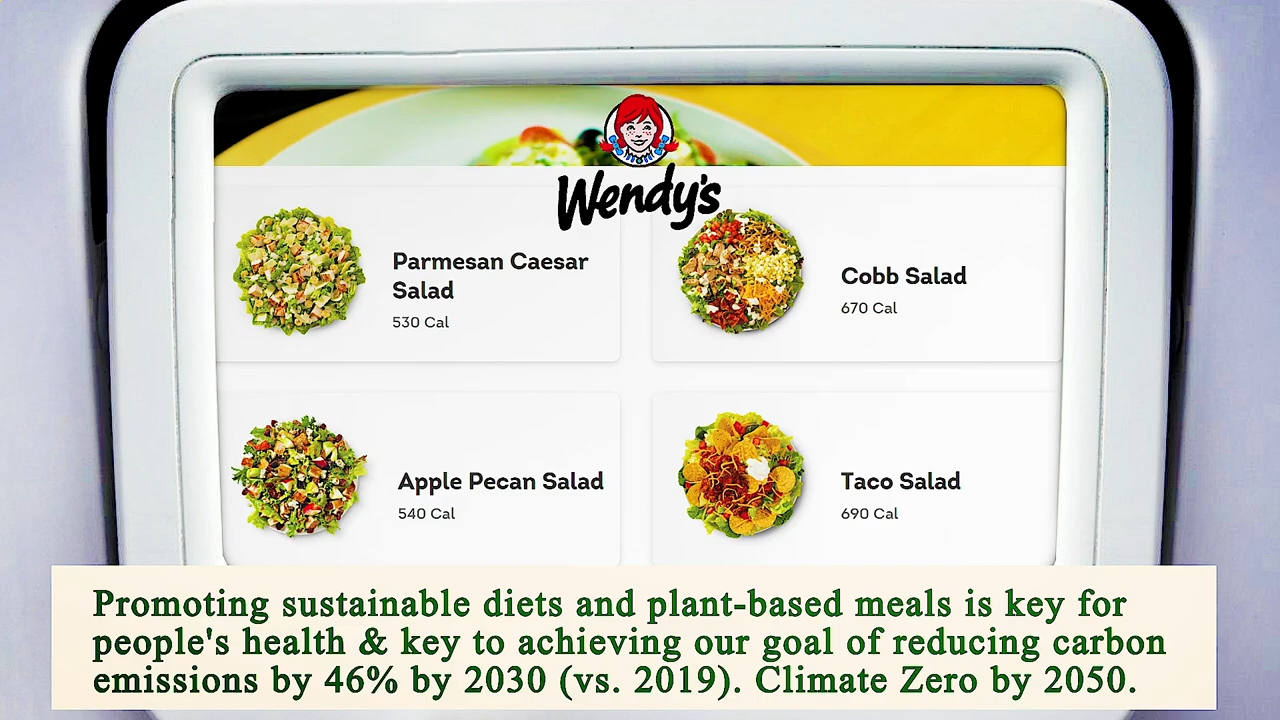 Wendy's
Parmesan Caesar
Salad
530 Cal
Cobb Salad
670 Cal
Apple Pecan Salad
540 Cal
Taco Salad
690 Cal
Promoting sustainable diets and plant-based meals is key for
people's health & key to achieving our goal of reducing carbon
emissions by 46% by 2030 (vs. 2019). Climate Zero by 2050.